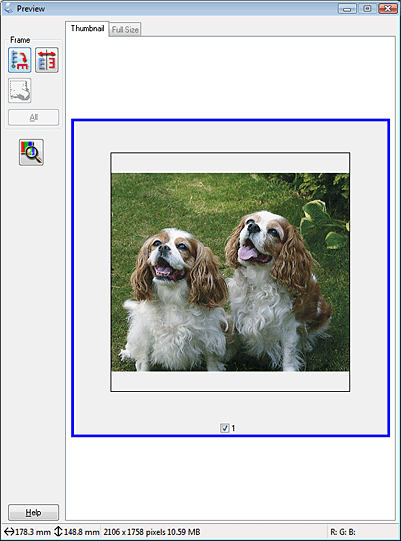 Preview
Thumbnail Full Size
Frame
All
1
Help
178.3 mm 148.8 mm 2106 x 1758 pixels 10.59 MB R: G: B: